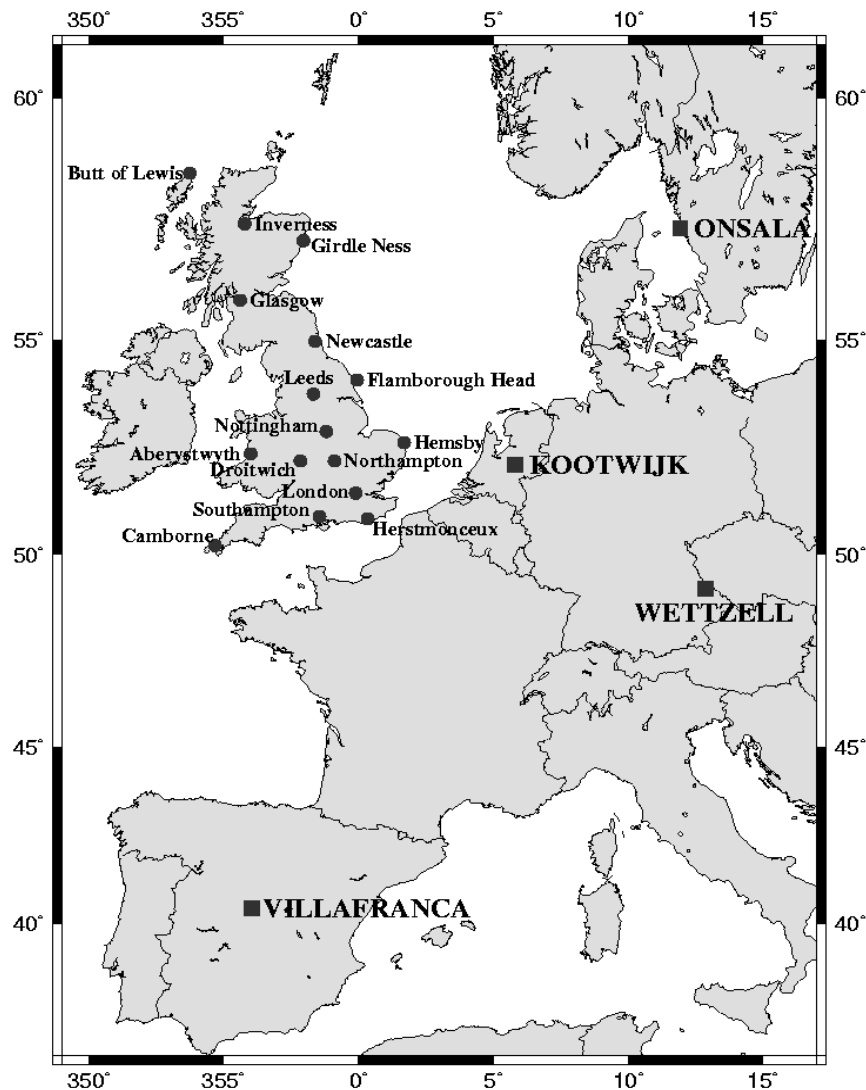 350° 355° 0° 5° 10° 15°
60°
Butt of Lewis
Inverness
ONSALA
Girdle Ness
Glasgow
55°
55°
Newcastle
Leeds
Flamborough Head
Nottingham
Hemsby
Aberystwyth
Droitwich
Northampton
KOOTWIJK
London
Southampton
Herstmonceux
Camborne
50°
50°
WETTZELL
45°
45°
VILLAFRANCA
40°
40°
350° 355° 0° 5° 10° 15°
60°